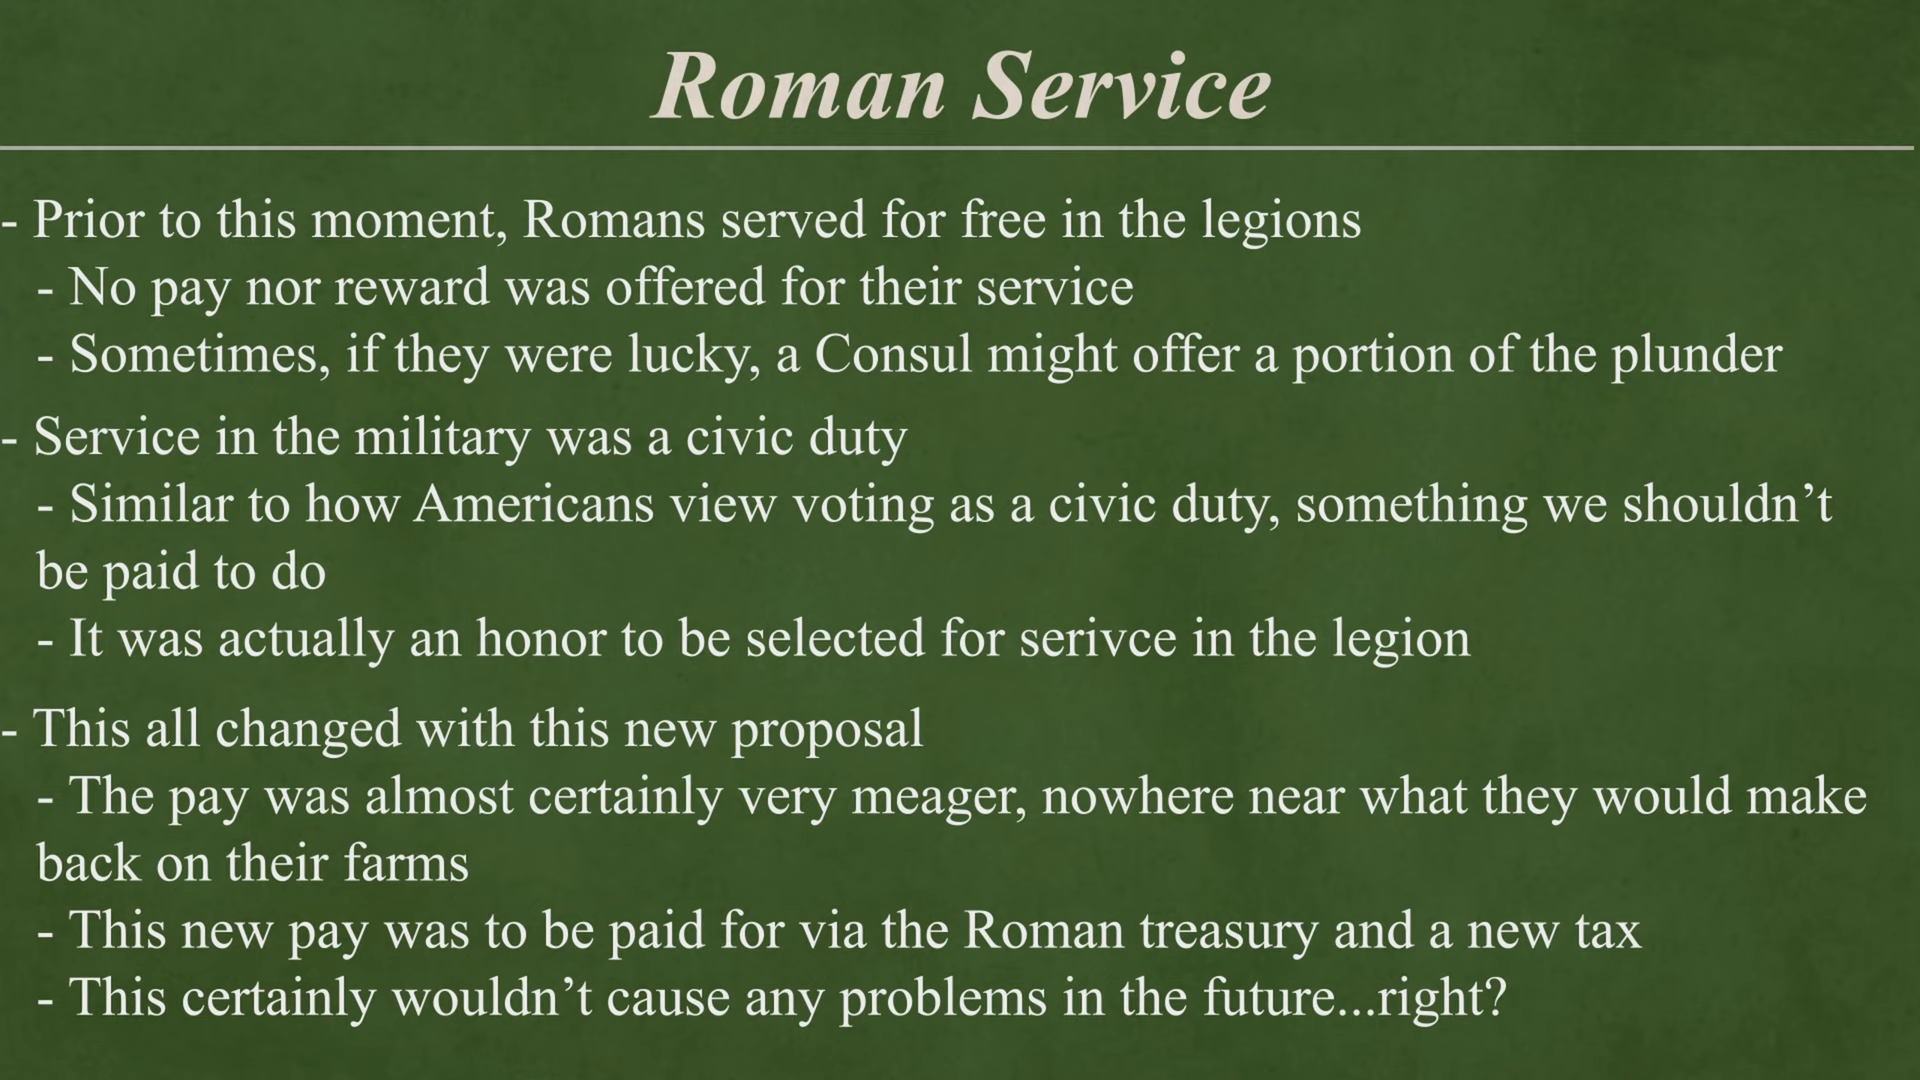 Roman Service
- Prior to this moment, Romans served for free in the legions
- No pay nor reward was offered for their service
- Sometimes, if they were lucky, a Consul might offer a portion of the plunder
- Service in the military was a civic duty
- Similar to how Americans view voting as a civic duty, something we shouldn’t
be paid to do
- It was actually an honor to be selected for serivce in the legion
- This all changed with this new proposal
- The pay was almost certainly very meager, nowhere near what they would make
back on their farms
- This new pay was to be paid for via the Roman treasury and a new tax
- This certainly wouldn’t cause any problems in the future...right?